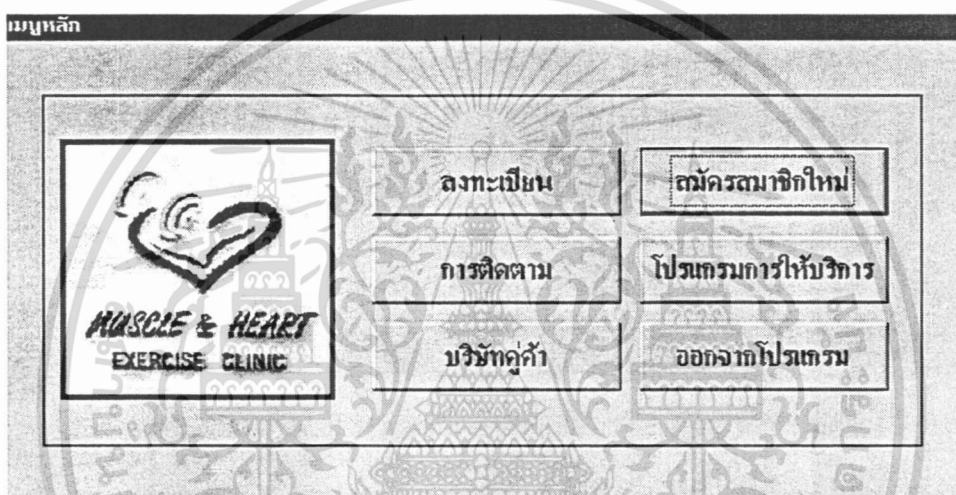 เมนูหลัก
ลงทะเบียน
สมัครสมาชิกใหม่
การติดตาม
โปรแกรมการให้บริการ
บริษัทคู่ค้า
ออกจากโปรแกรม
MUSCLE & HEART
EXERCISE CLINIC